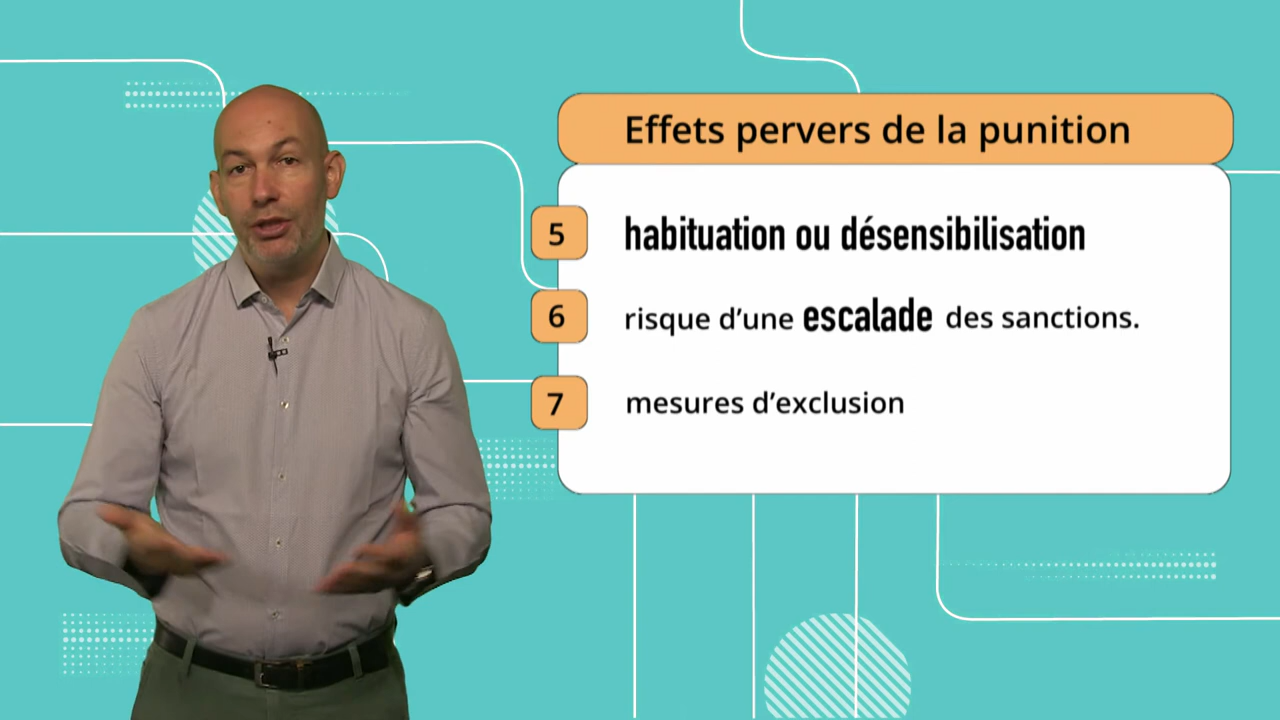 Effets pervers de la punition
5 habituation ou désensibilisation
6 risque d'une escalade des sanctions.
7 mesures d'exclusion